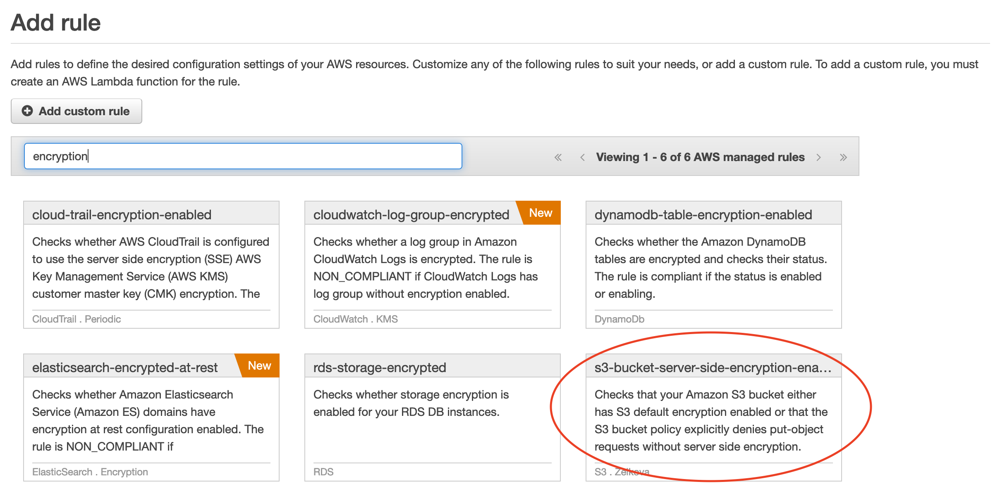 Add rule
Add rules to define the desired configuration settings of your AWS resources. Customize any of the following rules to suit your needs, or add a custom rule. To add a custom rule, you must
create an AWS Lambda function for the rule.
Add custom rule
encryption
« ‹ Viewing 1 - 6 of 6 AWS managed rules › »
cloud-trail-encryption-enabled
Checks whether AWS CloudTrail is configured
to use the server side encryption (SSE) AWS
Key Management Service (AWS KMS)
customer master key (CMK) encryption. The
CloudTrail . Periodic
cloudwatch-log-group-encrypted
New
Checks whether a log group in Amazon
CloudWatch Logs is encrypted. The rule is
NON_COMPLIANT if CloudWatch Logs has
log group without encryption enabled.
CloudWatch . KMS
dynamodb-table-encryption-enabled
Checks whether the Amazon DynamoDB
tables are encrypted and checks their status.
The rule is compliant if the status is enabled
or enabling.
DynamoDb
elasticsearch-encrypted-at-rest
New
Checks whether Amazon Elasticsearch
Service (Amazon ES) domains have
encryption at rest configuration enabled. The
rule is NON_COMPLIANT if
ElasticSearch . Encryption
rds-storage-encrypted
Checks whether storage encryption is
enabled for your RDS DB instances.
RDS
s3-bucket-server-side-encryption-ena...
Checks that your Amazon S3 bucket either
has S3 default encryption enabled or that the
S3 bucket policy explicitly denies put-object
requests without server side encryption.
S3 . Zelkova